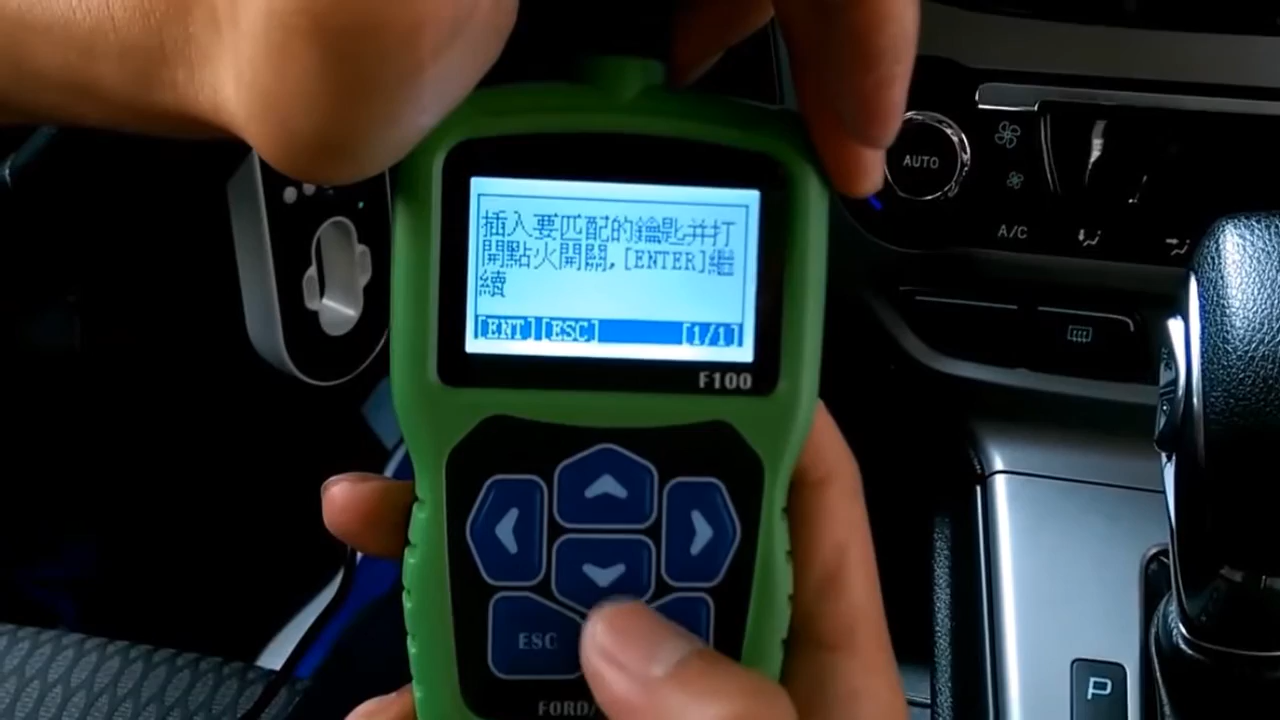 插入要匹配的鑰匙并打
開點火開關,[ENTER]繼
續
[ENT][ESC] [1/1]
F100
ESC
FORD/
AUTO
A/C
P